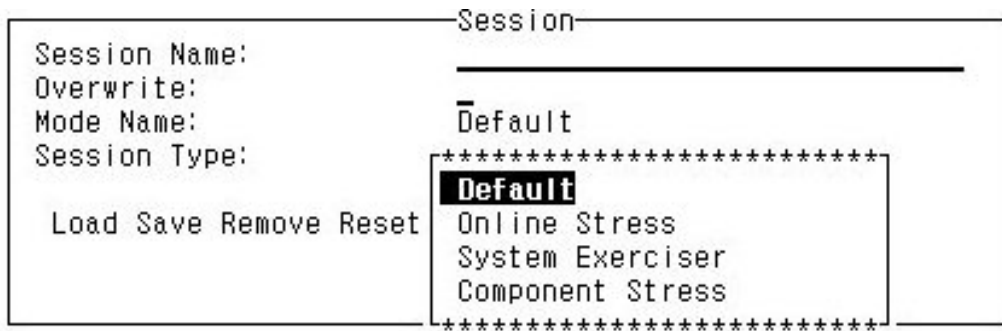 Session
Session Name:
Overwrite:
Mode Name: Default
Session Type:
Default
Load Save Remove Reset Online Stress
System Exerciser
Component Stress